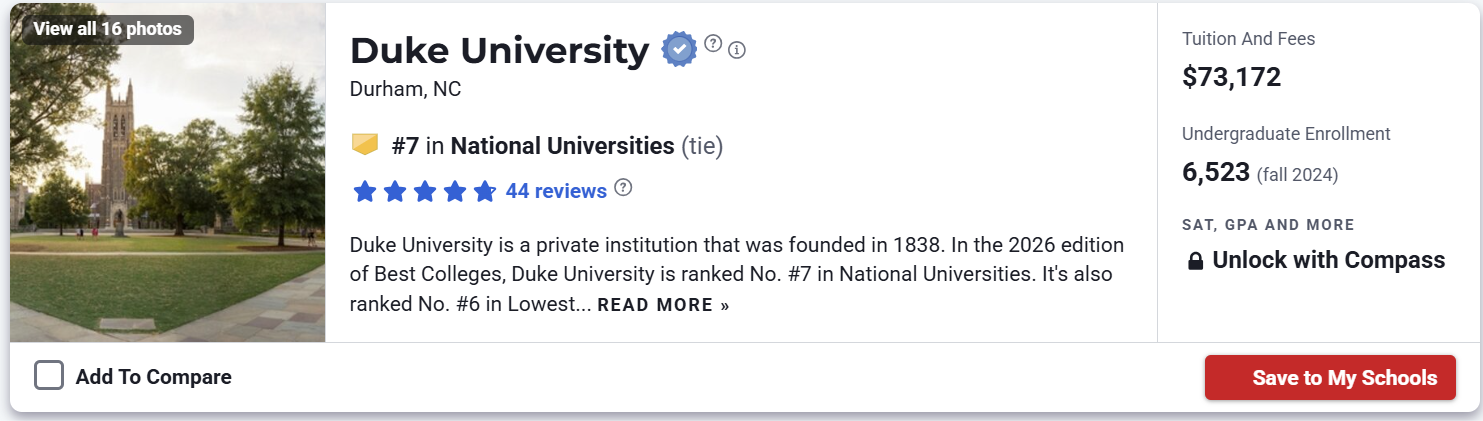 View all 16 photos
Duke University
Durham, NC
#7 in National Universities (tie)
44 reviews
Duke University is a private institution that was founded in 1838. In the 2026 edition
of Best Colleges, Duke University is ranked No. #7 in National Universities. It's also
ranked No. #6 in Lowest... READ MORE »
Tuition And Fees
$73,172
Undergraduate Enrollment
6,523 (fall 2024)
SAT, GPA AND MORE
Unlock with Compass
Add To Compare
Save to My Schools